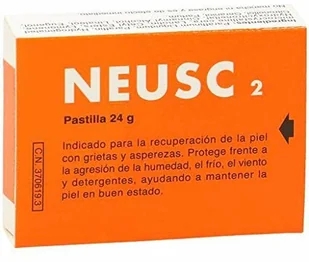 NEUSC 2
Pastilla 24 g
Indicado para la recuperación de la piel
con grietas y asperezas. Protege frente a
la agresión de la humedad, el frío, el viento
y detergentes, ayudando a mantener la
piel en buen estado.
C.N. 370619.3